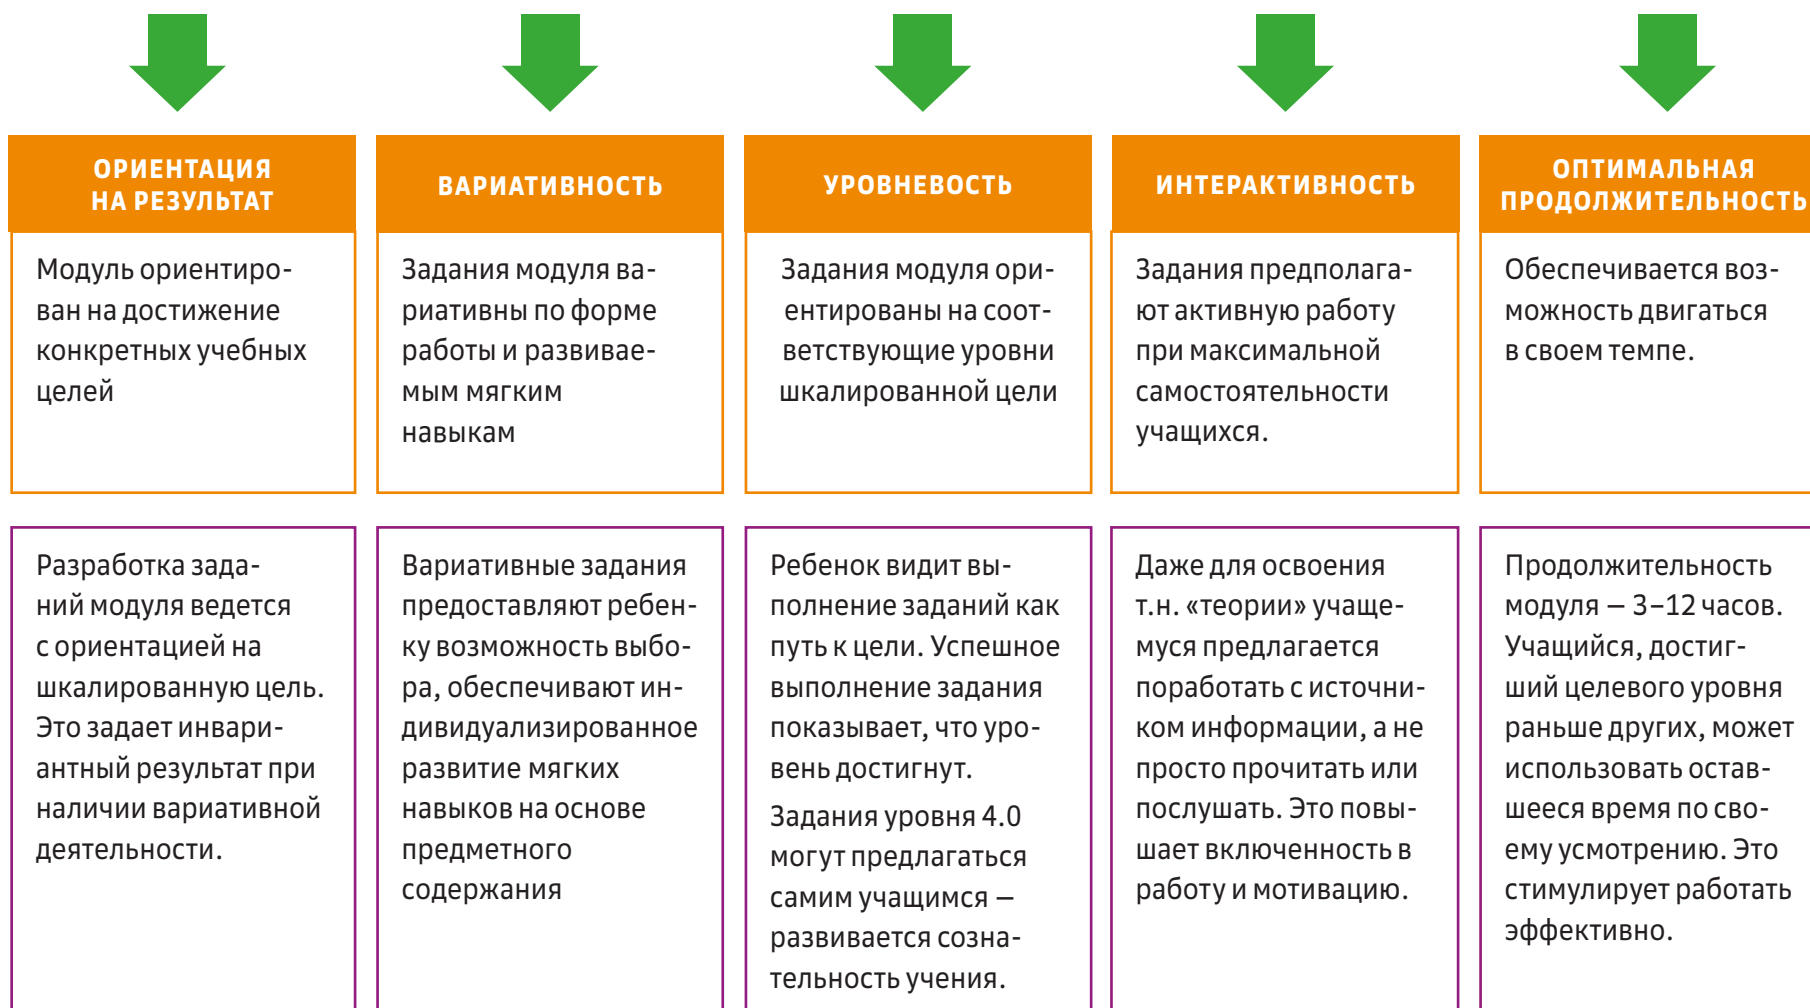 ОРИЕНТАЦИЯ
НА РЕЗУЛЬТАТ
Модуль ориентиро-
ван на достижение
конкретных учебных
целей
Разработка зада-
ний модуля ведется
с ориентацией на
шкалированную цель.
Это задает инвари-
антный результат при
наличии вариативной
деятельности.
ВАРИАТИВНОСТЬ
Задания модуля ва-
риативны по форме
работы и развивае-
мым мягким
навыкам
Вариативные задания
предоставляют ребен-
ку возможность выбо-
ра, обеспечивают ин-
дивидуализированное
развитие мягких
навыков на основе
предметного
содержания
УРОВНЕВОСТЬ
Задания модуля ори-
ентированы на соот-
ветствующие уровни
шкалированной цели
Ребенок видит вы-
полнение заданий как
путь к цели. Успешное
выполнение задания
показывает, что уро-
вень достигнут.
Задания уровня 4.0
могут предлагаться
самим учащимся —
развивается созна-
тельность учения.
ИНТЕРАКТИВНОСТЬ
Задания предполага-
ют активную работу
при максимальной
самостоятельности
учащихся.
Даже для освоения
т.н. «теории» учаще-
муся предлагается
поработать с источни-
ком информации, а не
просто прочитать или
послушать. Это повы-
шает включенность в
работу и мотивацию.
ОПТИМАЛЬНАЯ
ПРОДОЛЖИТЕЛЬНОСТЬ
Обеспечивается воз-
можность двигаться
в своем темпе.
Продолжительность
модуля — 3–12 часов.
Учащийся, достиг-
ший целевого уровня
раньше других, может
использовать остав-
шееся время по сво-
ему усмотрению. Это
стимулирует работать
эффективно.